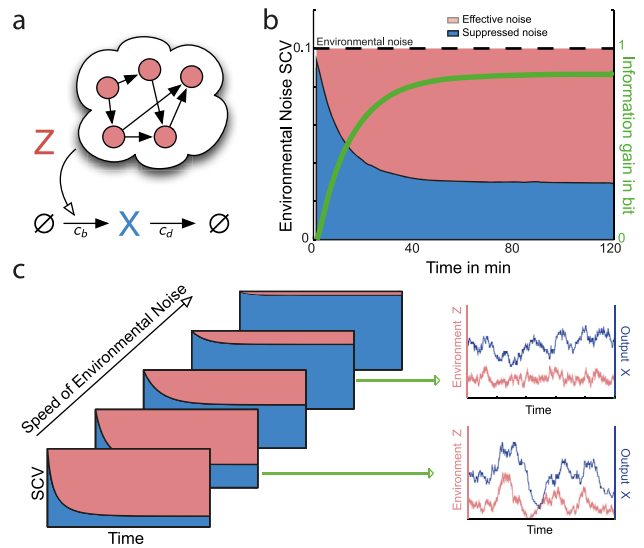 a
Z
∅ c_b X c_d ∅
b
Effective noise
Suppressed noise
Environmental noise
0.1
0
Environmental Noise SCV
1
0
Information gain in bit
0 40 80 120
Time in min
c
Speed of Environmental Noise
SCV
Time
Environment Z
Output X
Time
Environment Z
Output X
Time